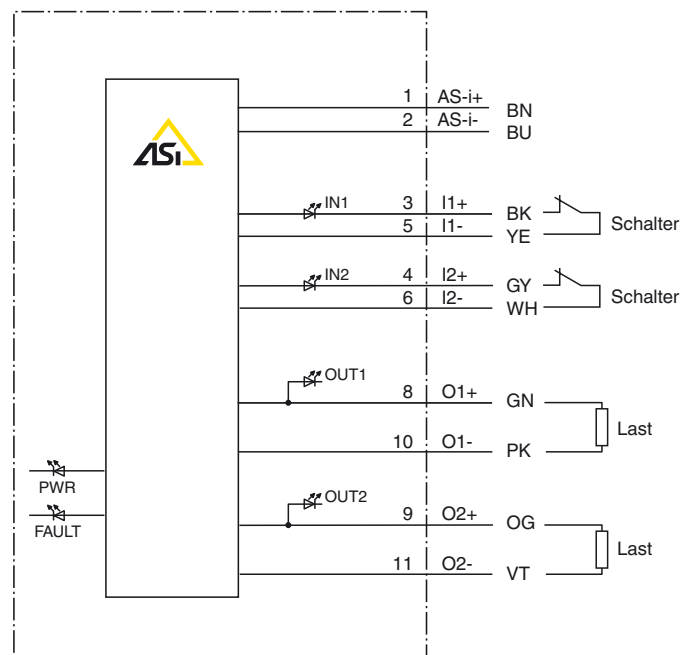 1 AS-i+ BN
2 AS-i- BU
ASi
IN1 3 I1+ BK
5 I1- YE
Schalter
IN2 4 I2+ GY
6 I2- WH
Schalter
OUT1
8 O1+ GN
Last
10 O1- PK
PWR
OUT2
9 O2+ OG
FAULT
Last
11 O2- VT